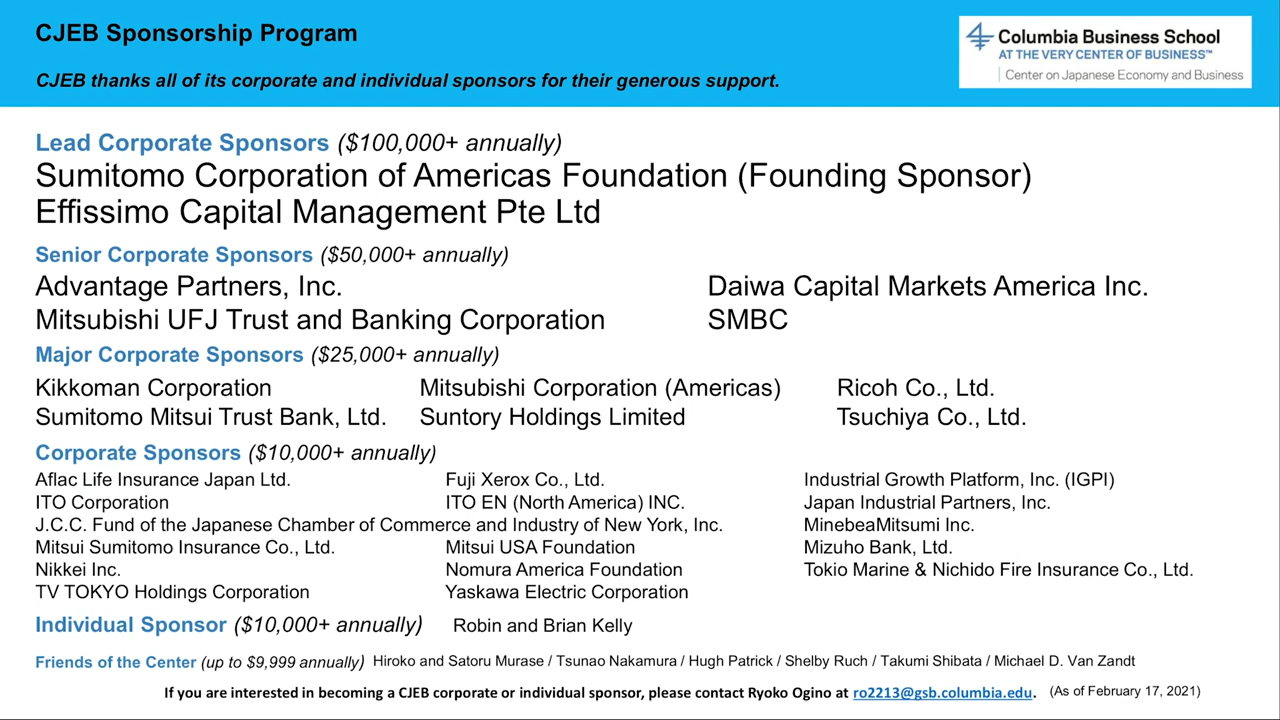 CJEB Sponsorship Program
CJEB thanks all of its corporate and individual sponsors for their generous support.
Columbia Business School
AT THE VERY CENTER OF BUSINESS™
Center on Japanese Economy and Business
Lead Corporate Sponsors ($100,000+ annually)
Sumitomo Corporation of Americas Foundation (Founding Sponsor)
Effissimo Capital Management Pte Ltd
Senior Corporate Sponsors ($50,000+ annually)
Advantage Partners, Inc. Daiwa Capital Markets America Inc.
Mitsubishi UFJ Trust and Banking Corporation SMBC
Major Corporate Sponsors ($25,000+ annually)
Kikkoman Corporation Mitsubishi Corporation (Americas) Ricoh Co., Ltd.
Sumitomo Mitsui Trust Bank, Ltd. Suntory Holdings Limited Tsuchiya Co., Ltd.
Corporate Sponsors ($10,000+ annually)
Aflac Life Insurance Japan Ltd. Fuji Xerox Co., Ltd. Industrial Growth Platform, Inc. (IGPI)
ITO Corporation ITO EN (North America) INC. Japan Industrial Partners, Inc.
J.C.C. Fund of the Japanese Chamber of Commerce and Industry of New York, Inc. MinebeaMitsumi Inc.
Mitsui Sumitomo Insurance Co., Ltd. Mitsui USA Foundation Mizuho Bank, Ltd.
Nikkei Inc. Nomura America Foundation Tokio Marine & Nichido Fire Insurance Co., Ltd.
TV TOKYO Holdings Corporation Yaskawa Electric Corporation
Individual Sponsor ($10,000+ annually) Robin and Brian Kelly
Friends of the Center (up to $9,999 annually) Hiroko and Satoru Murase / Tsunao Nakamura / Hugh Patrick / Shelby Ruch / Takumi Shibata / Michael D. Van Zandt
If you are interested in becoming a CJEB corporate or individual sponsor, please contact Ryoko Ogino at ro2213@gsb.columbia.edu. (As of February 17, 2021)